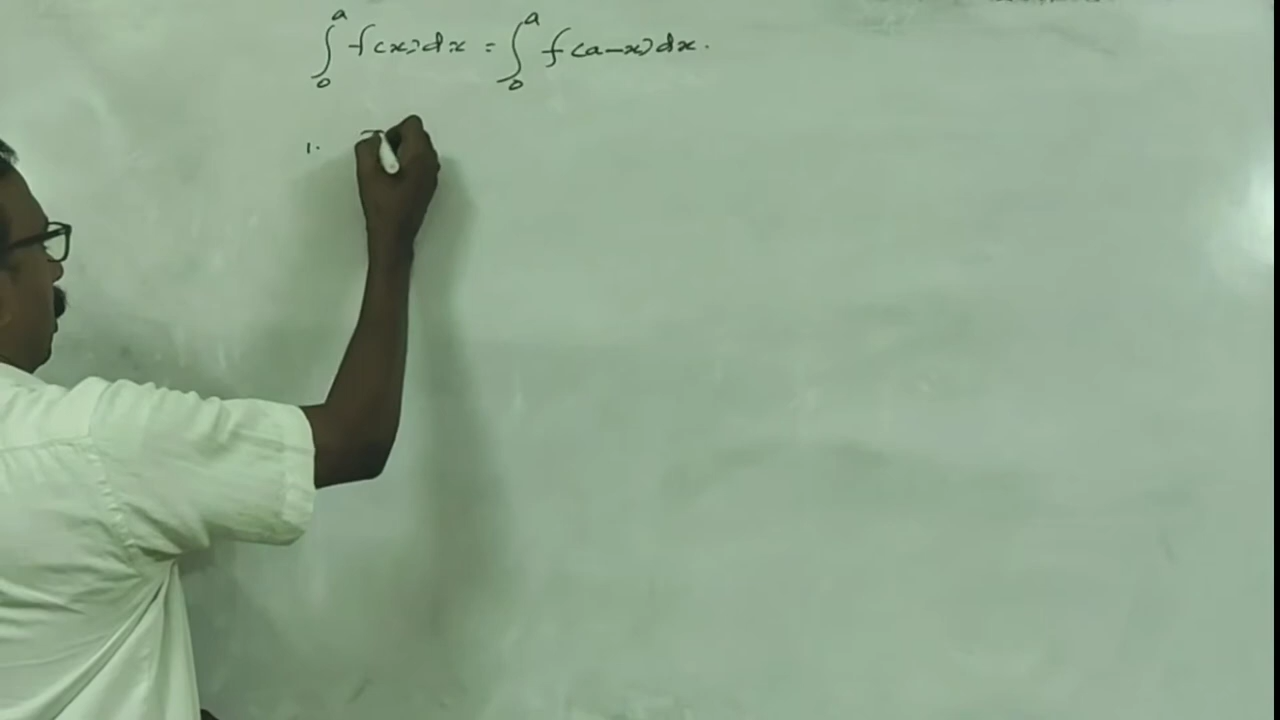 ∫₀ᵃ f(x)dx = ∫₀ᵃ f(a-x)dx.
1.